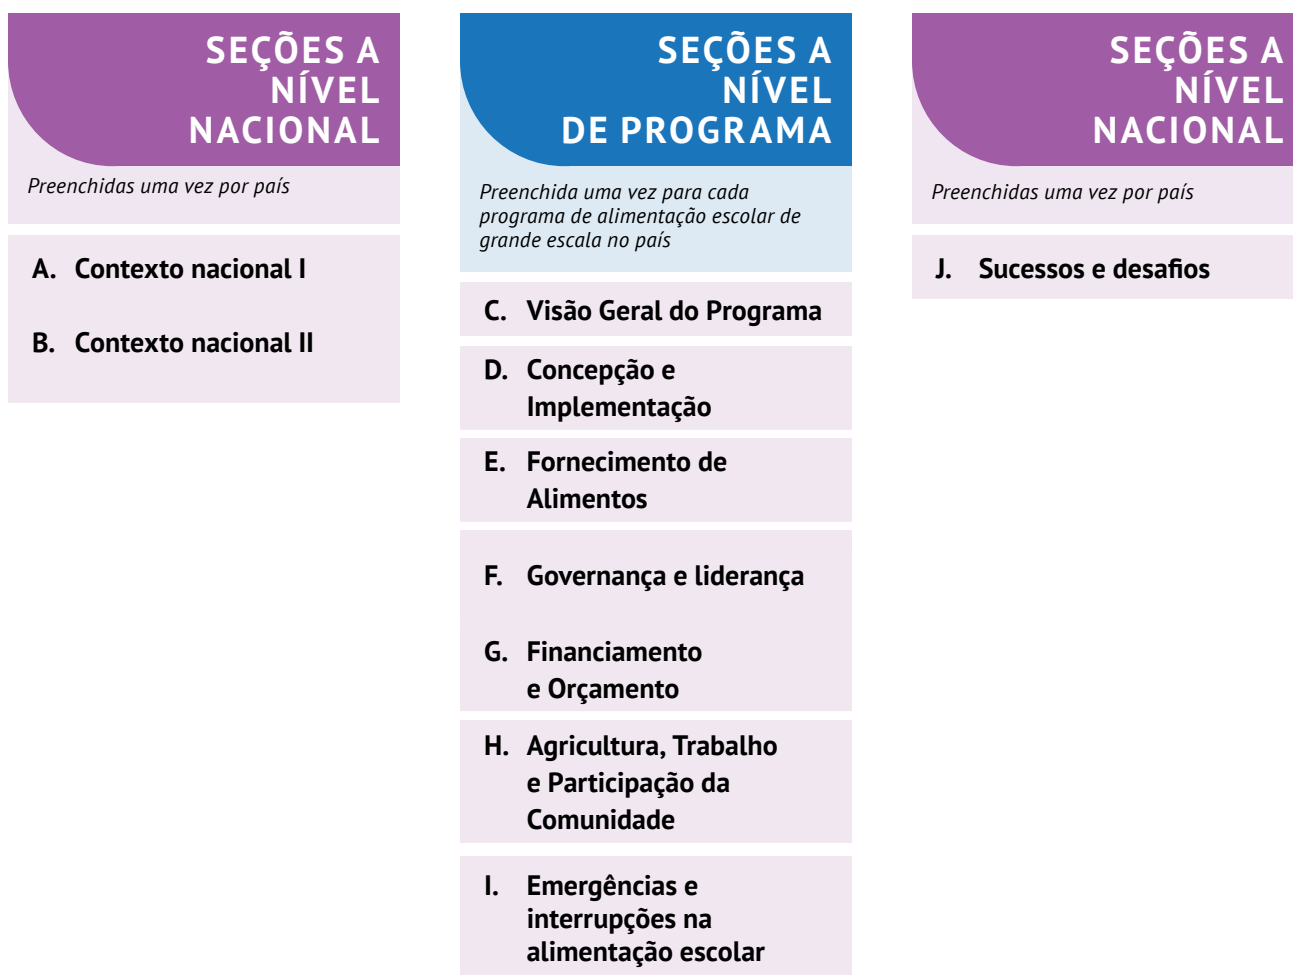 SEÇÕES A
NÍVEL
NACIONAL
Preenchidas uma vez por país
A. Contexto nacional I
B. Contexto nacional II
SEÇÕES A
NÍVEL
DE PROGRAMA
Preenchida uma vez para cada
programa de alimentação escolar de
grande escala no país
C. Visão Geral do Programa
D. Concepção e
Implementação
E. Fornecimento de
Alimentos
F. Governança e liderança
G. Financiamento
e Orçamento
H. Agricultura, Trabalho
e Participação da
Comunidade
I. Emergências e
interrupções na
alimentação escolar
SEÇÕES A
NÍVEL
NACIONAL
Preenchidas uma vez por país
J. Sucessos e desafios